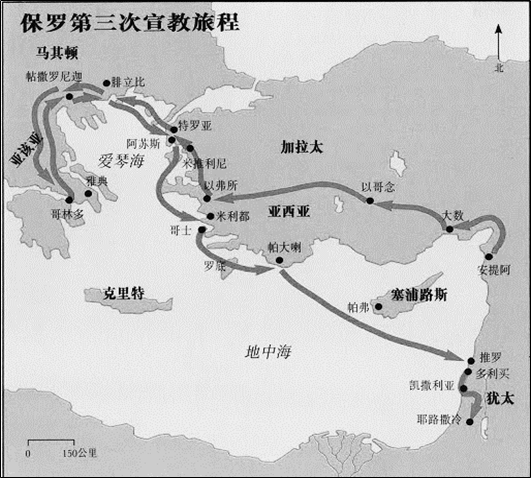 保罗第三次宣教旅程
北
马其顿
帖撒罗尼迦
腓立比
亚该亚
爱琴海
特罗亚
阿苏斯
米推利尼
加拉太
雅典
哥林多
以弗所
以哥念
亚西亚
米利都
哥士
大数
安提阿
罗底
帕大喇
克里特
帕弗
塞浦路斯
地中海
推罗
多利买
凯撒利亚
犹太
耶路撒冷
0 150公里